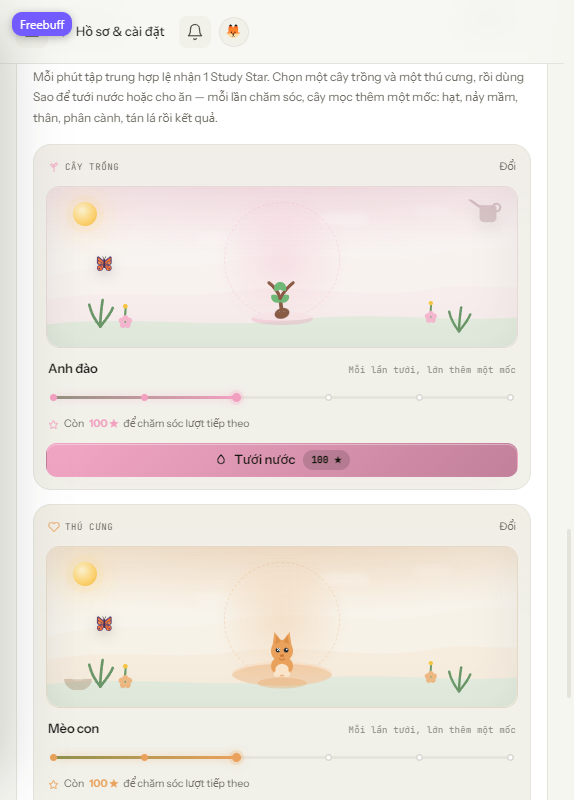 Freebuff
Hồ sơ & cài đặt
Mỗi phút tập trung hợp lệ nhận 1 Study Star. Chọn một cây trồng và một thú cưng, rồi dùng
Sao để tưới nước hoặc cho ăn — mỗi lần chăm sóc, cây mọc thêm một mốc: hạt, nảy mầm,
thân, phân cành, tán lá rồi kết quả.
CÂY TRỒNG
Đổi
Anh đào
Mỗi lần tưới, lớn thêm một mốc
Còn 100 ★ để chăm sóc lượt tiếp theo
Tưới nước 100 ★
THÚ CƯNG
Đổi
Mèo con
Mỗi lần tưới, lớn thêm một mốc
Còn 100 ★ để chăm sóc lượt tiếp theo